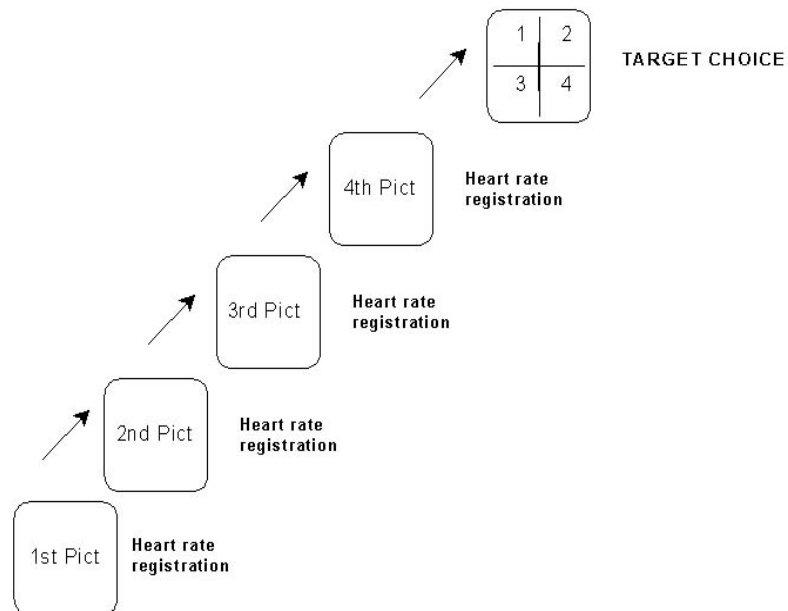 1 2
3 4
TARGET CHOICE
4th Pict
Heart rate
registration
3rd Pict
Heart rate
registration
2nd Pict
Heart rate
registration
1st Pict
Heart rate
registration